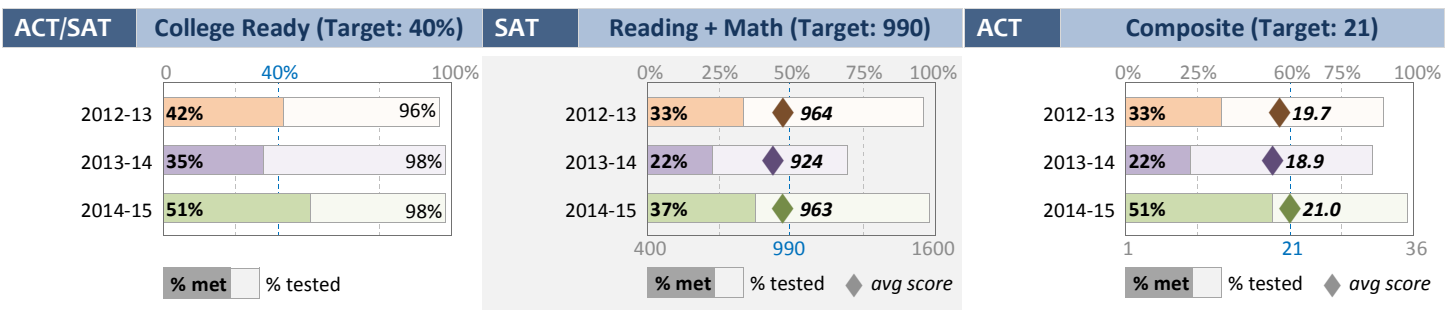 ACT/SAT College Ready (Target: 40%)
0 40% 100%
2012-13 42% 96%
2013-14 35% 98%
2014-15 51% 98%
% met % tested
SAT Reading + Math (Target: 990)
0% 25% 50% 75% 100%
2012-13 33% 964
2013-14 22% 924
2014-15 37% 963
400 990 1600
% met % tested avg score
ACT Composite (Target: 21)
0% 25% 60% 75% 100%
2012-13 33% 19.7
2013-14 22% 18.9
2014-15 51% 21.0
1 21 36
% met % tested avg score